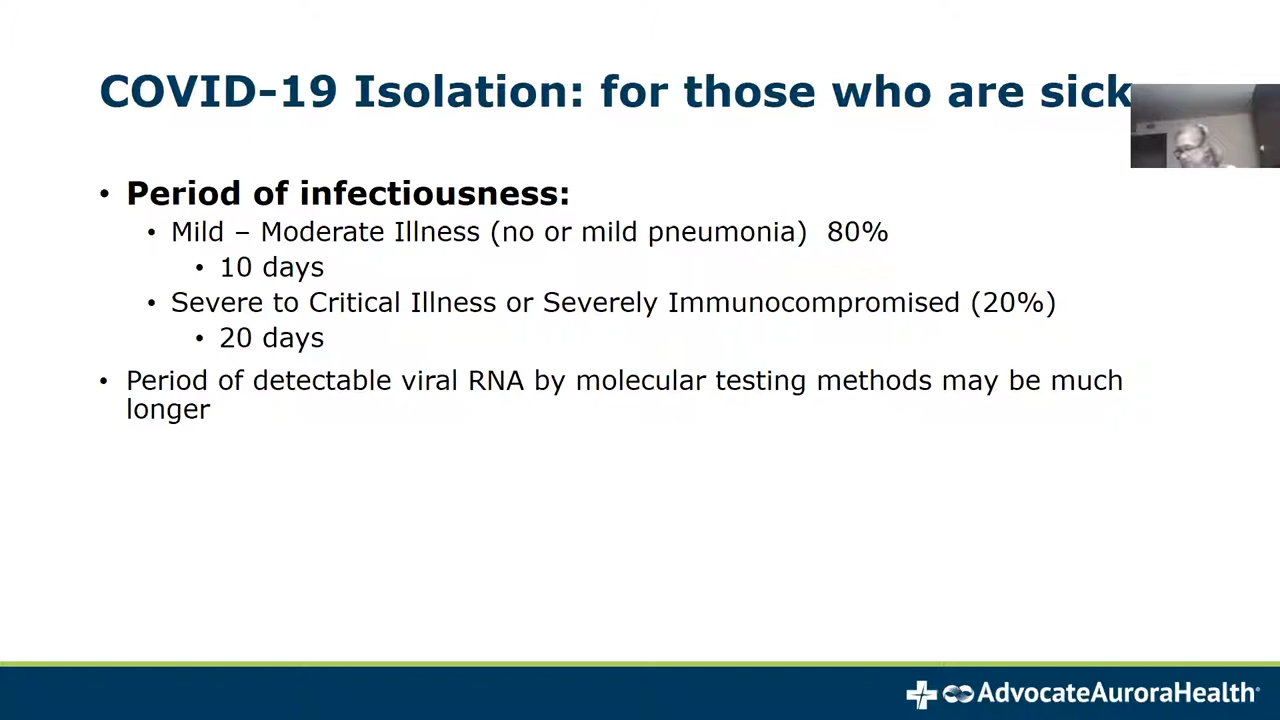 COVID-19 Isolation: for those who are sick
• Period of infectiousness:
• Mild – Moderate Illness (no or mild pneumonia)  80%
• 10 days
• Severe to Critical Illness or Severely Immunocompromised (20%)
• 20 days
• Period of detectable viral RNA by molecular testing methods may be much
longer
AdvocateAuroraHealth®